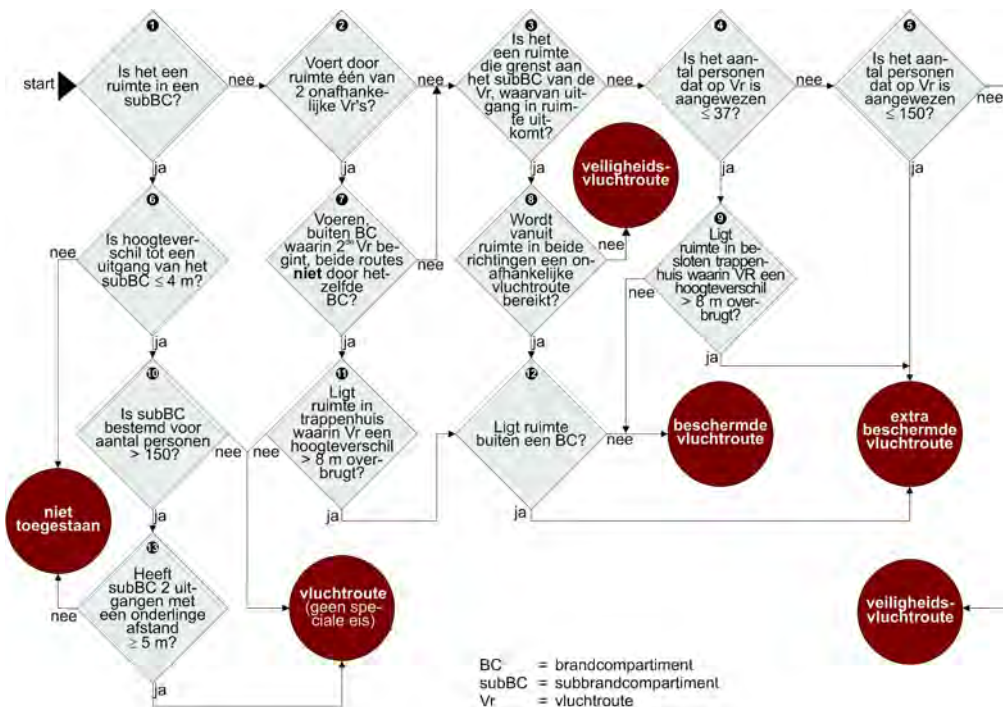 start
1
Is het een
ruimte in een
subBC?
nee
ja
2
Voert door
ruimte één van
2 onafhanke-
lijke Vr's?
nee
ja
3
Is het
een ruimte
die grenst aan
het subBC van de
Vr, waarvan uit-
gang in ruim-
te uit-
komt?
nee
ja
4
Is het aan-
tal personen
dat op Vr is
aangewezen
≤ 37?
nee
ja
5
Is het aan-
tal personen
dat op Vr is
aangewezen
≤ 150?
nee
ja
6
Is hoogtever-
schil tot een
uitgang van het
subBC ≤ 4 m?
nee
ja
7
Voeren,
buiten BC
waarin 2de Vr be-
gint, beide routes
niet door het-
zelfde
BC?
nee
ja
8
Wordt
vanuit
ruimte in beide
richtingen een on-
afhankelijke
vluchtroute
bereikt?
nee
ja
veiligheids-
vluchtroute
9
Ligt
ruimte in be-
sloten trappen-
huis waarin VR een
hoogteverschil
> 8 m over-
brugt?
nee
ja
10
Is subBC
bestemd voor
aantal personen
> 150?
nee
ja
11
Ligt
ruimte in
trappenhuis
waarin Vr een
hoogteverschil
> 8 m over-
brugt?
nee
ja
12
Ligt ruimte
buiten een BC?
nee
ja
beschermde
vluchtroute
extra
beschermde
vluchtroute
niet
toegestaan
13
Heeft
subBC 2 uit-
gangen met
een onderlinge
afstand
≥ 5 m?
nee
ja
vluchtroute
(geen spe-
ciale eis)
veiligheids-
vluchtroute
BC = brandcompartiment
subBC = subbrandcompartiment
Vr = vluchtroute